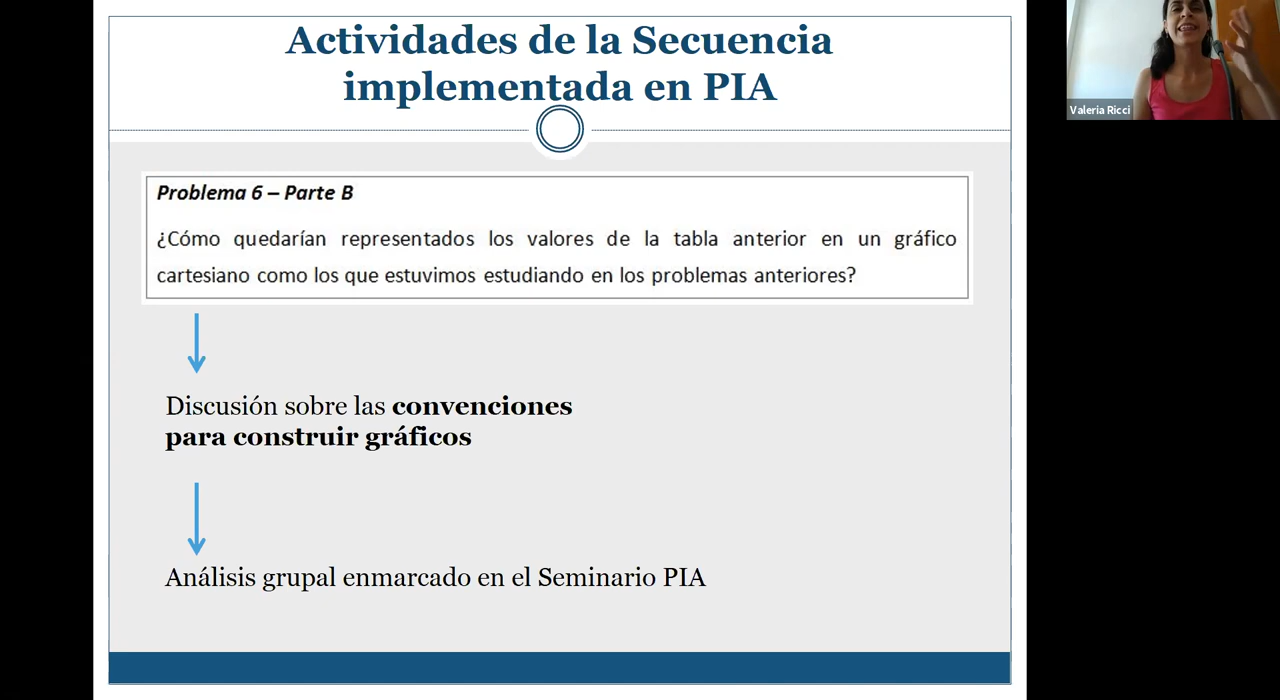 Actividades de la Secuencia
implementada en PIA
Problema 6 – Parte B
¿Cómo quedarían representados los valores de la tabla anterior en un gráfico
cartesiano como los que estuvimos estudiando en los problemas anteriores?
Discusión sobre las convenciones
para construir gráficos
Análisis grupal enmarcado en el Seminario PIA
Valeria Ricci